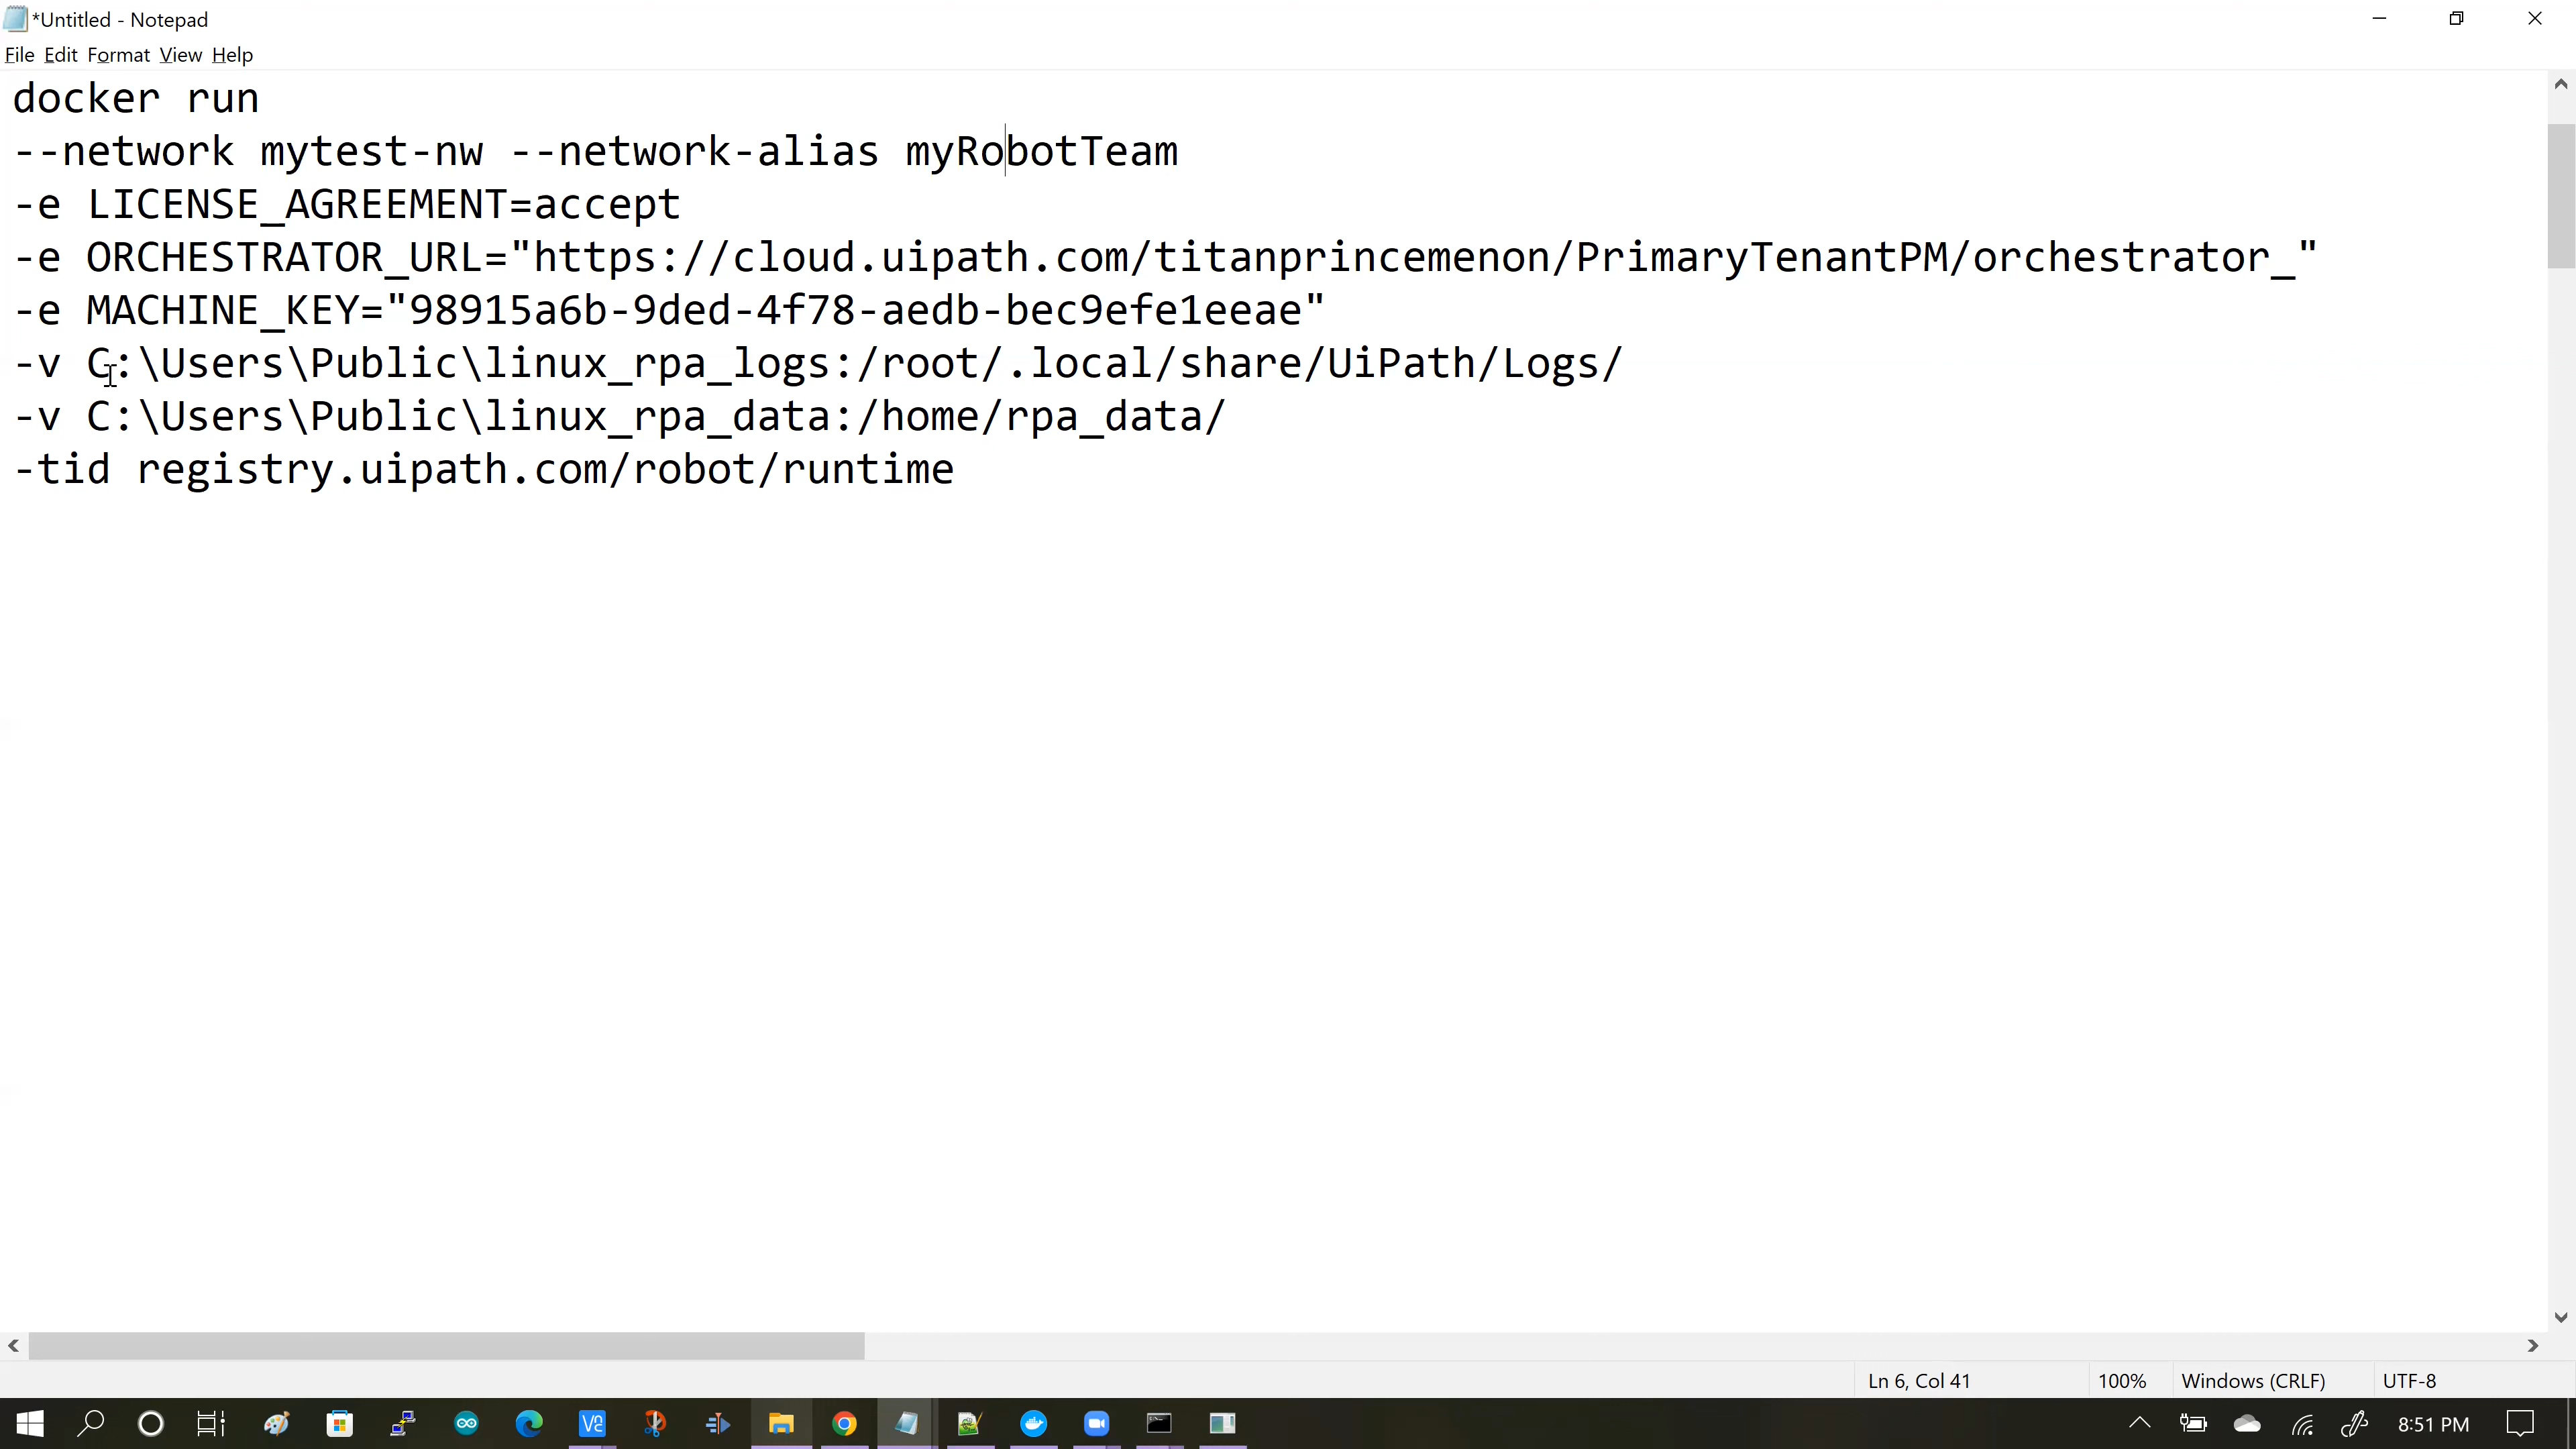 *Untitled - Notepad
File Edit Format View Help
docker run
--network mytest-nw --network-alias myRobotTeam
-e LICENSE_AGREEMENT=accept
-e ORCHESTRATOR_URL="https://cloud.uipath.com/titanprincemenon/PrimaryTenantPM/orchestrator_"
-e MACHINE_KEY="98915a6b-9ded-4f78-aedb-bec9efe1eeae"
-v C:\Users\Public\linux_rpa_logs:/root/.local/share/UiPath/Logs/
-v C:\Users\Public\linux_rpa_data:/home/rpa_data/
-tid registry.uipath.com/robot/runtime
Ln 6, Col 41 100% Windows (CRLF) UTF-8
8:51 PM